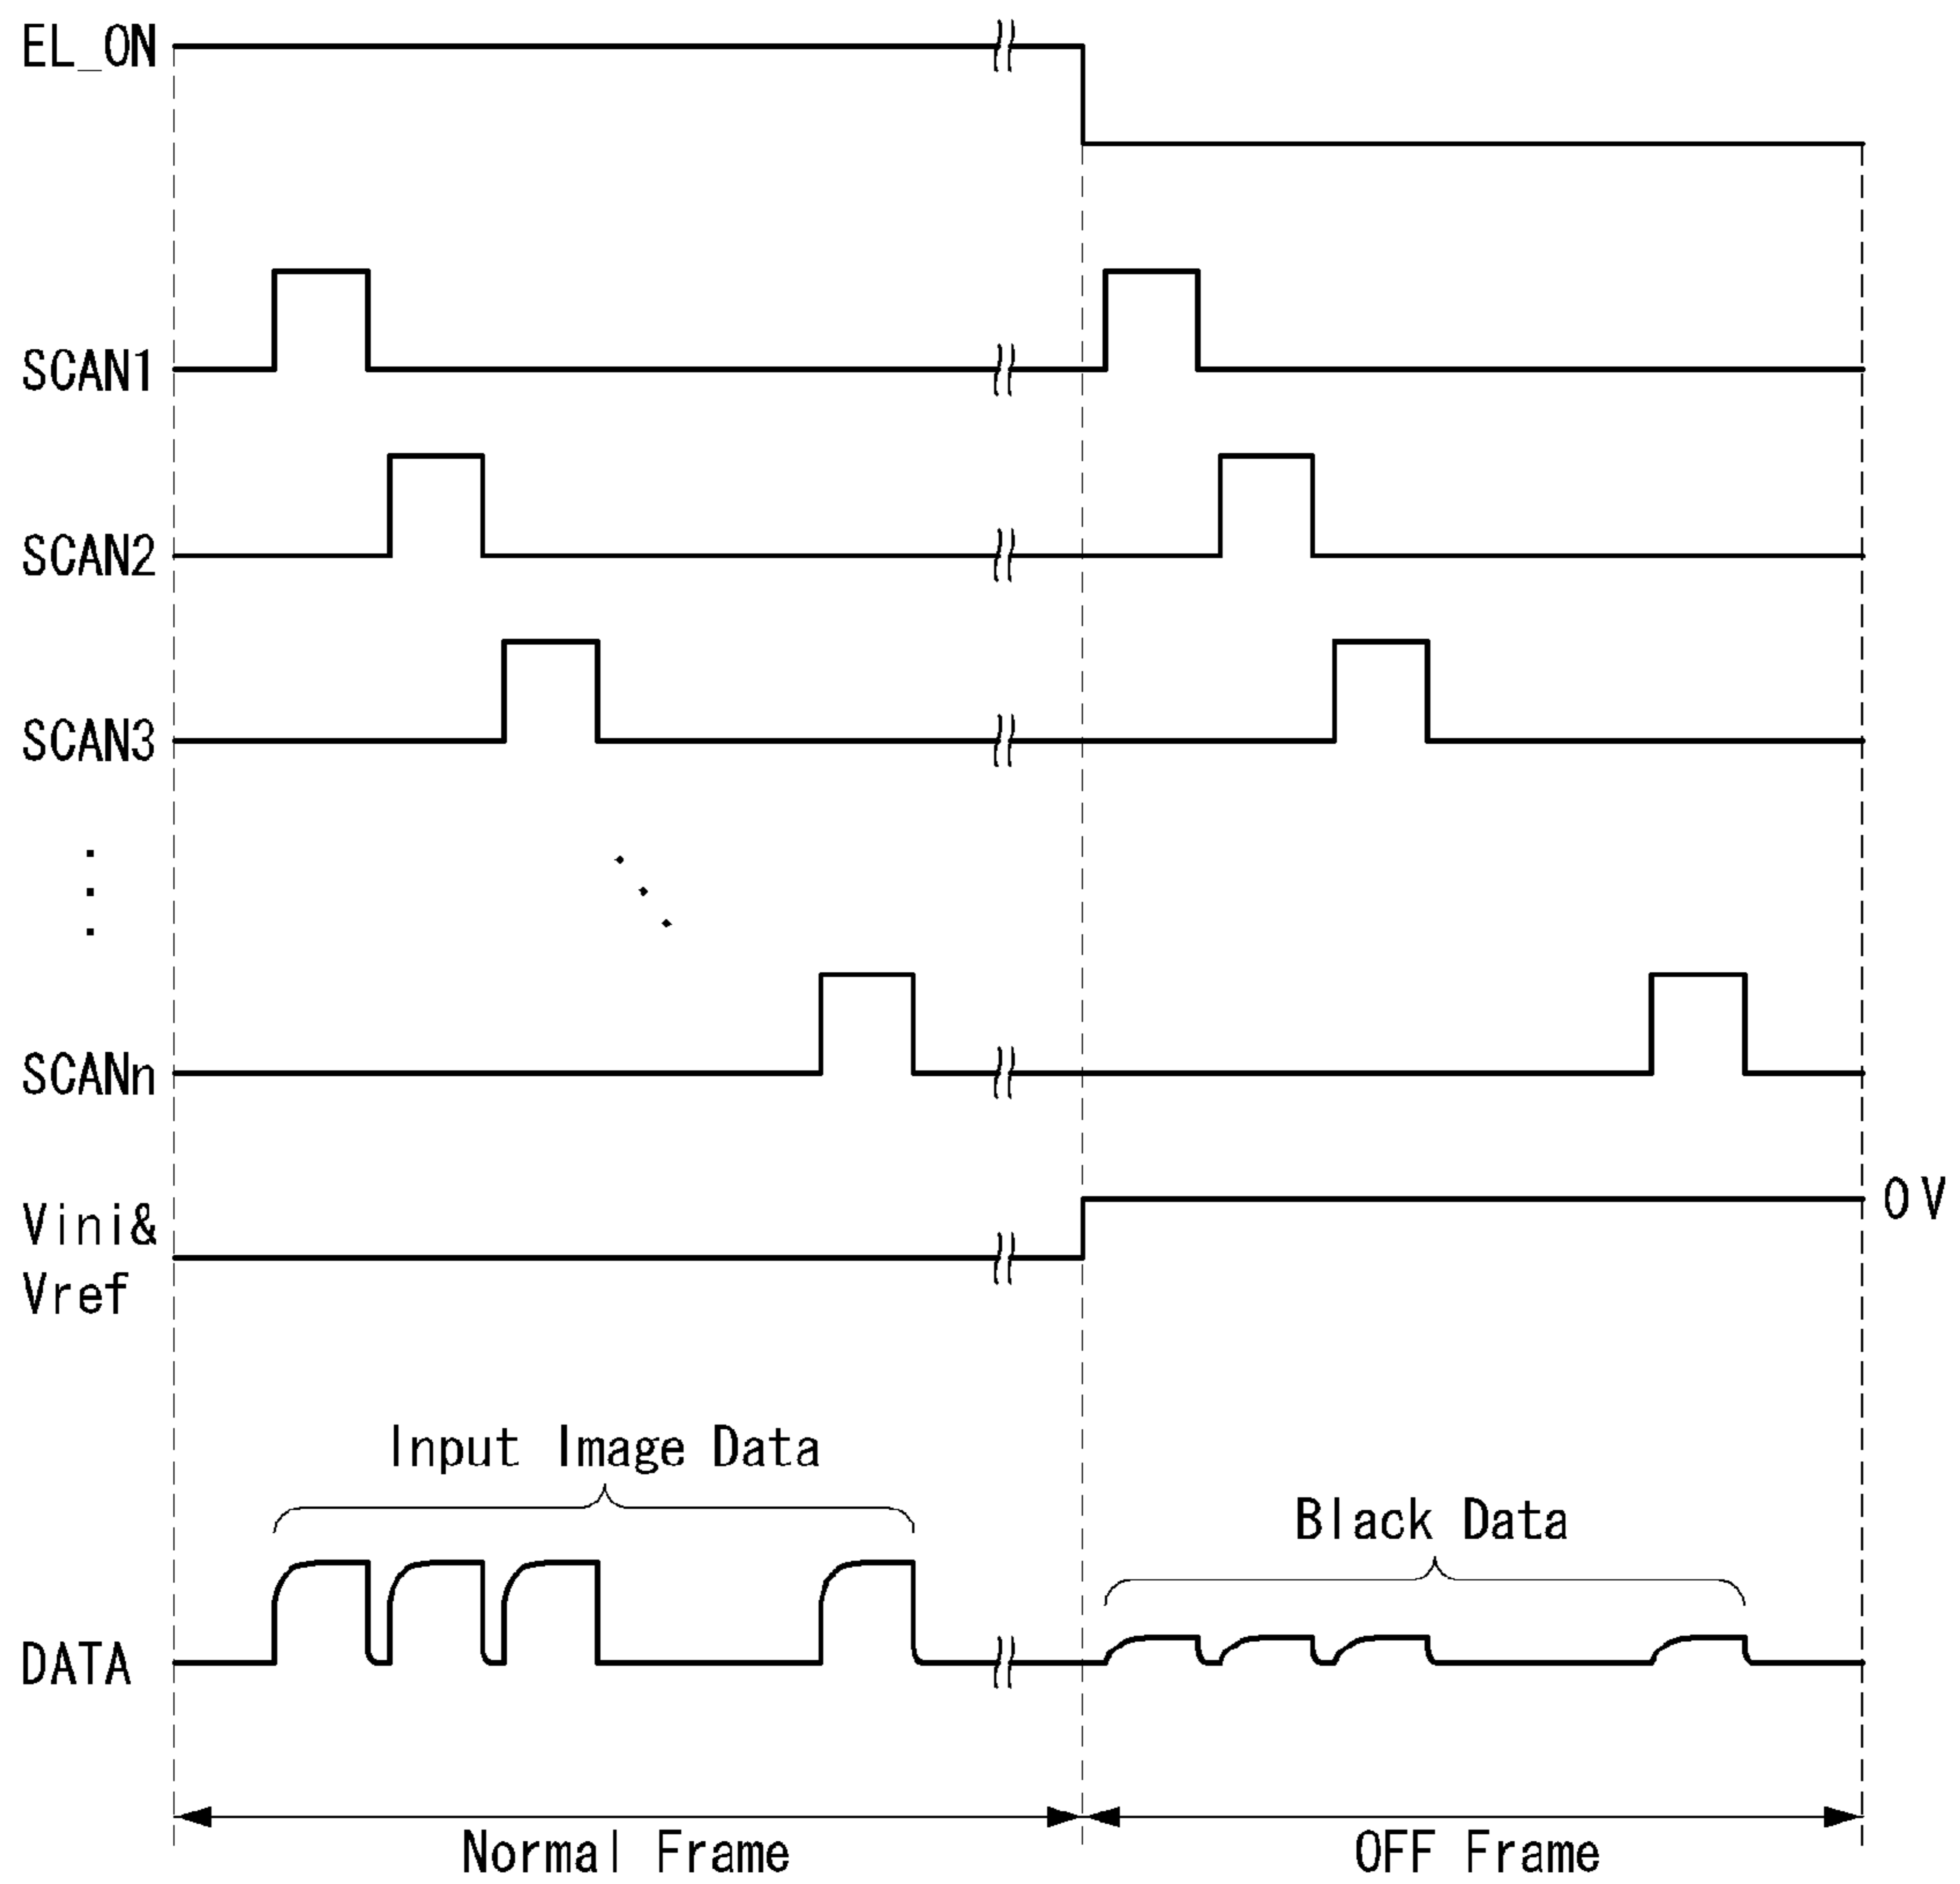 EL_ON
SCAN1
SCAN2
SCAN3
SCANn
Vini&
Vref
0V
Input Image Data
Black Data
DATA
Normal Frame
OFF Frame